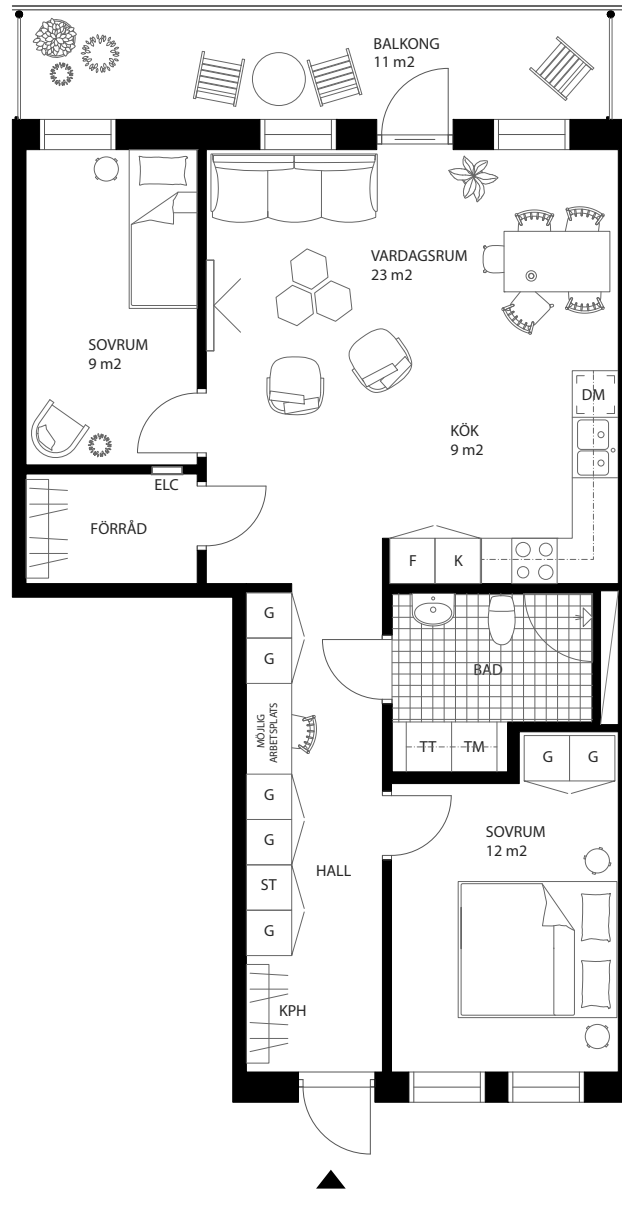 BALKONG
11 m2
VARDAGSRUM
23 m2
SOVRUM
9 m2
DM
KÖK
9 m2
ELC
FÖRRÅD
F
K
G
G
BAD
MÖJLIG
ARBETSPLATS
TT
TM
G
G
G
G
SOVRUM
12 m2
HALL
ST
G
KPH